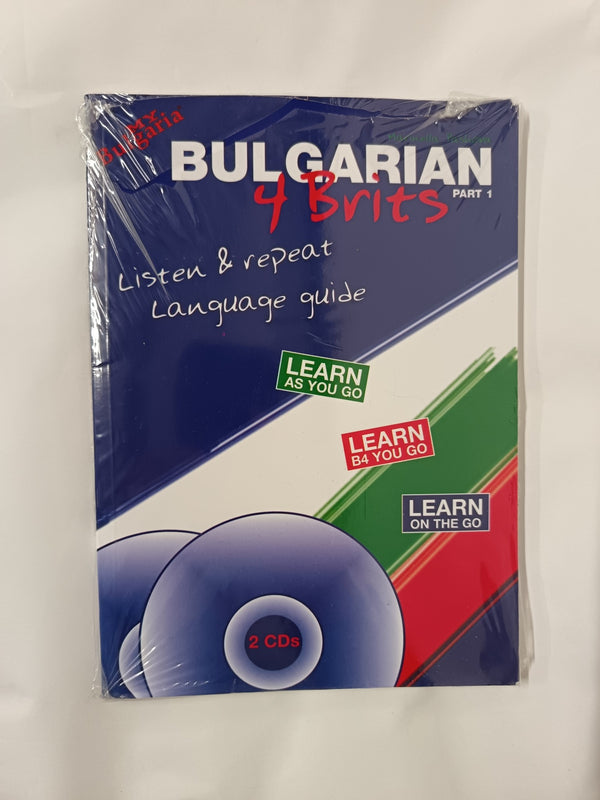 MY
Bulgaria
BULGARIAN
4 Brits
PART 1
Listen & repeat
Language guide
LEARN
AS YOU GO
LEARN
B4 YOU GO
LEARN
ON THE GO
2 CDs